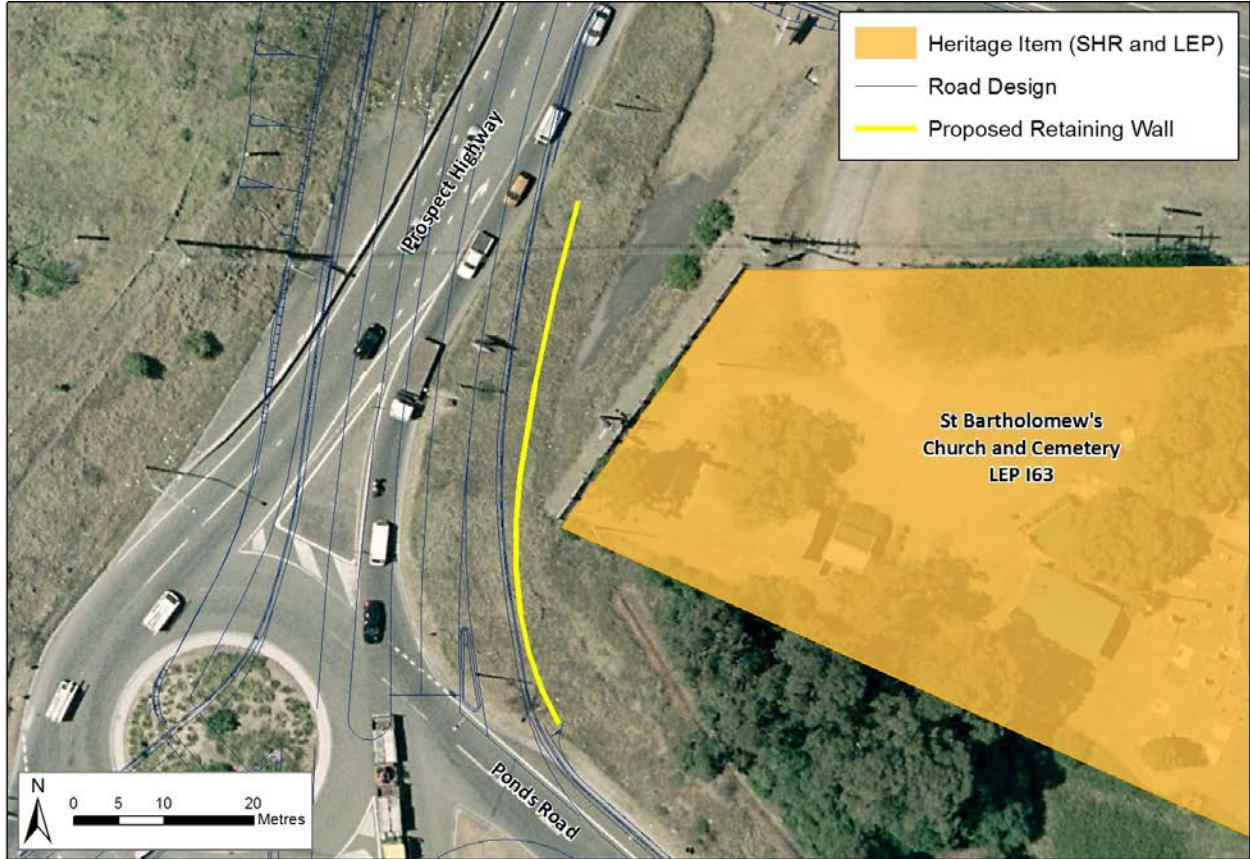 Heritage Item (SHR and LEP)
Road Design
Proposed Retaining Wall
Prospect Highway
St Bartholomew's
Church and Cemetery
LEP I63
Ponds Road
N
0 5 10 20
Metres